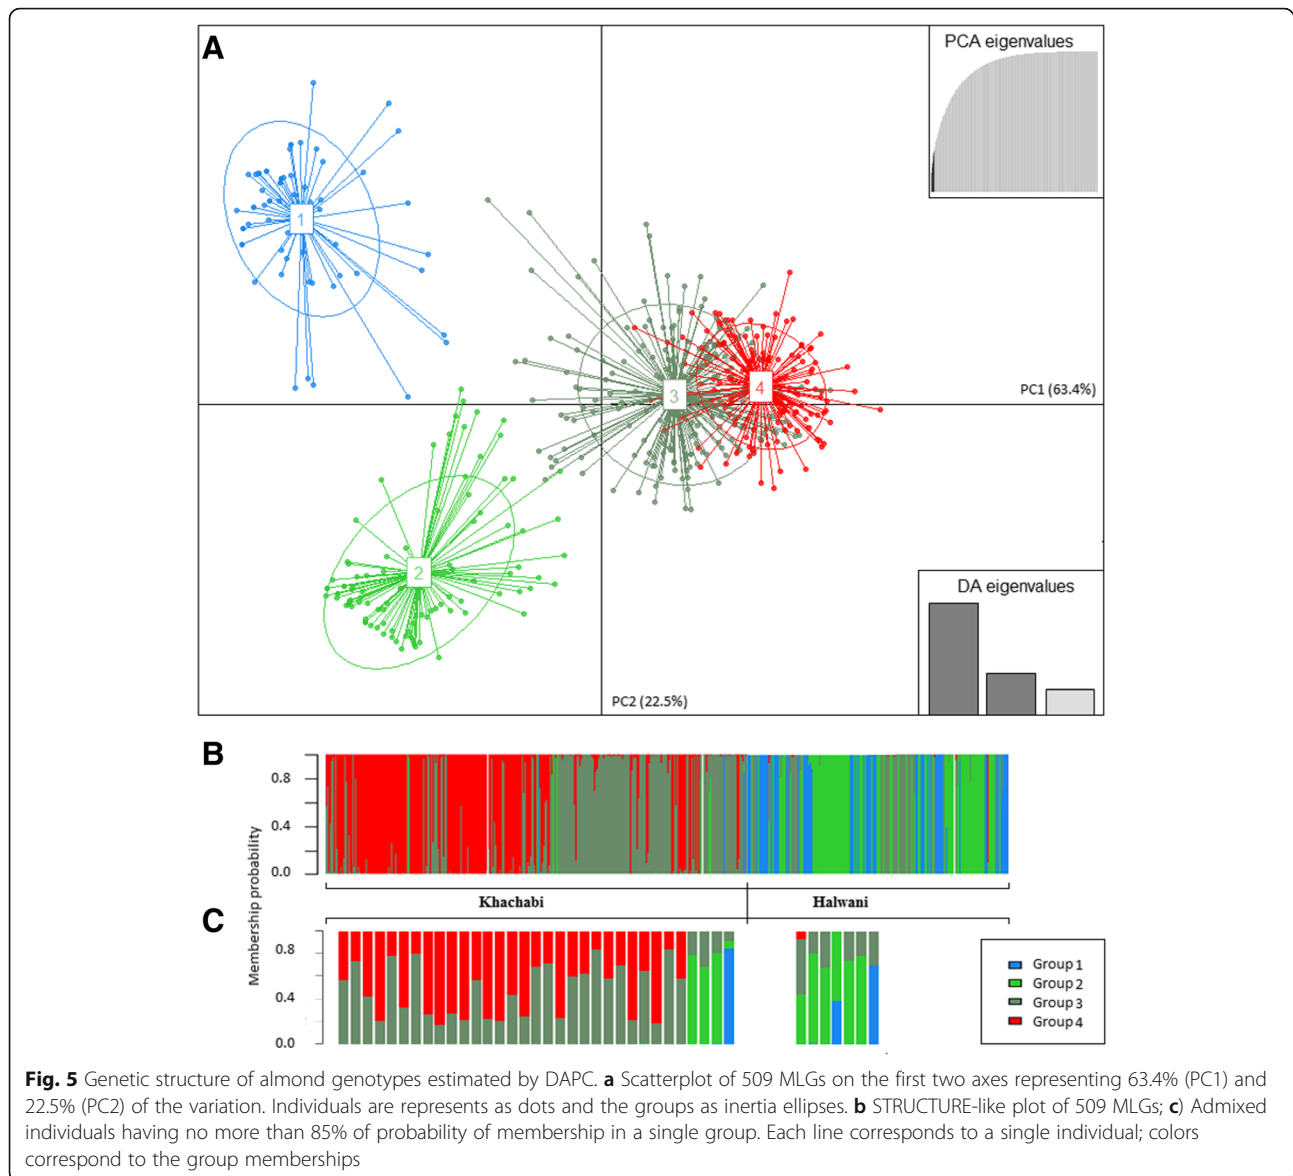 A
PCA eigenvalues
1
3
4
PC1 (63.4%)
2
DA eigenvalues
PC2 (22.5%)
B
0.8
0.4
0.0
Membership probability
Khachabi
Halwani
C
0.8
0.4
0.0
Group 1
Group 2
Group 3
Group 4
Fig. 5 Genetic structure of almond genotypes estimated by DAPC. a Scatterplot of 509 MLGs on the first two axes representing 63.4% (PC1) and
22.5% (PC2) of the variation. Individuals are represents as dots and the groups as inertia ellipses. b STRUCTURE-like plot of 509 MLGs; c) Admixed
individuals having no more than 85% of probability of membership in a single group. Each line corresponds to a single individual; colors
correspond to the group memberships